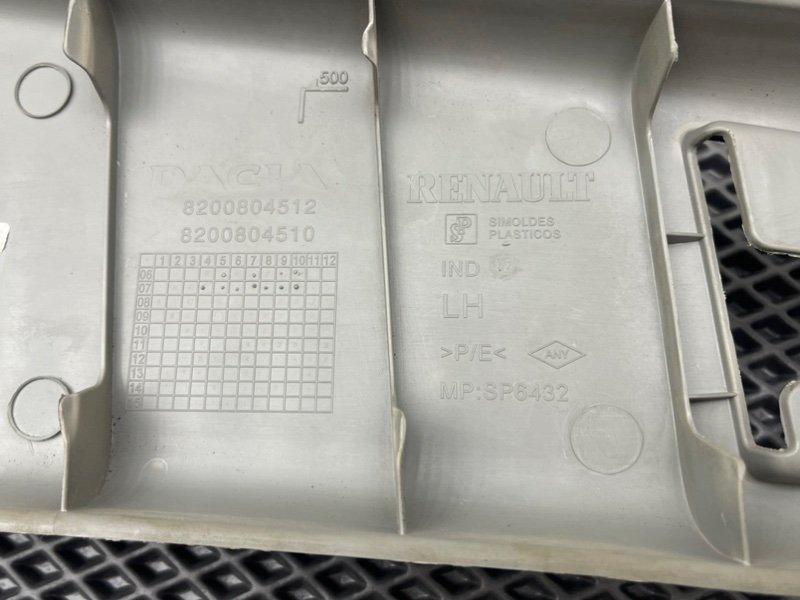 500
DACIA
8200804512
8200804510
- 1 2 3 4 5 6 7 8 9 10 11 12
06
07
08
09
10
11
12
13
14
15
RENAULT
SP
SIMOLDES
PLASTICOS
IND
LH
>P/E< ANY
MP:SP6432